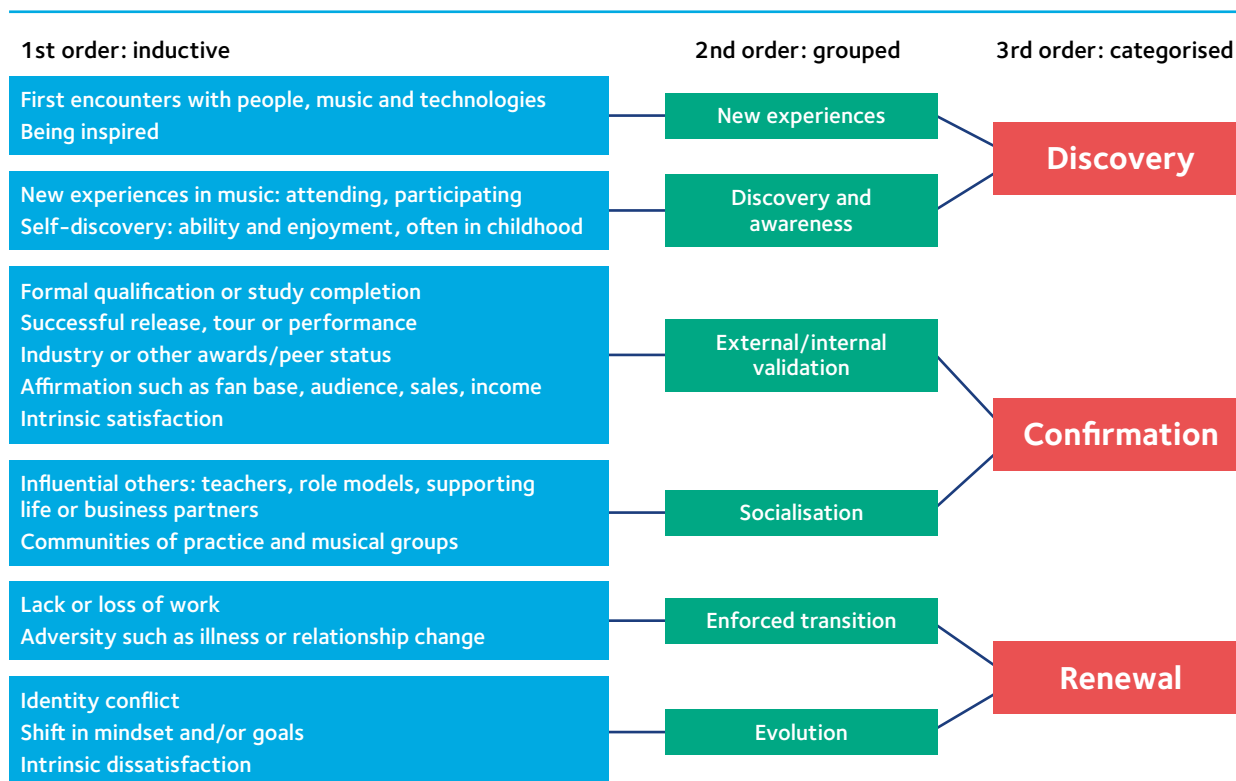 1st order: inductive
2nd order: grouped
3rd order: categorised
First encounters with people, music and technologies
Being inspired
New experiences
Discovery
New experiences in music: attending, participating
Self-discovery: ability and enjoyment, often in childhood
Discovery and
awareness
Formal qualification or study completion
Successful release, tour or performance
Industry or other awards/peer status
Affirmation such as fan base, audience, sales, income
Intrinsic satisfaction
External/internal
validation
Confirmation
Influential others: teachers, role models, supporting
life or business partners
Communities of practice and musical groups
Socialisation
Lack or loss of work
Adversity such as illness or relationship change
Enforced transition
Renewal
Identity conflict
Shift in mindset and/or goals
Intrinsic dissatisfaction
Evolution